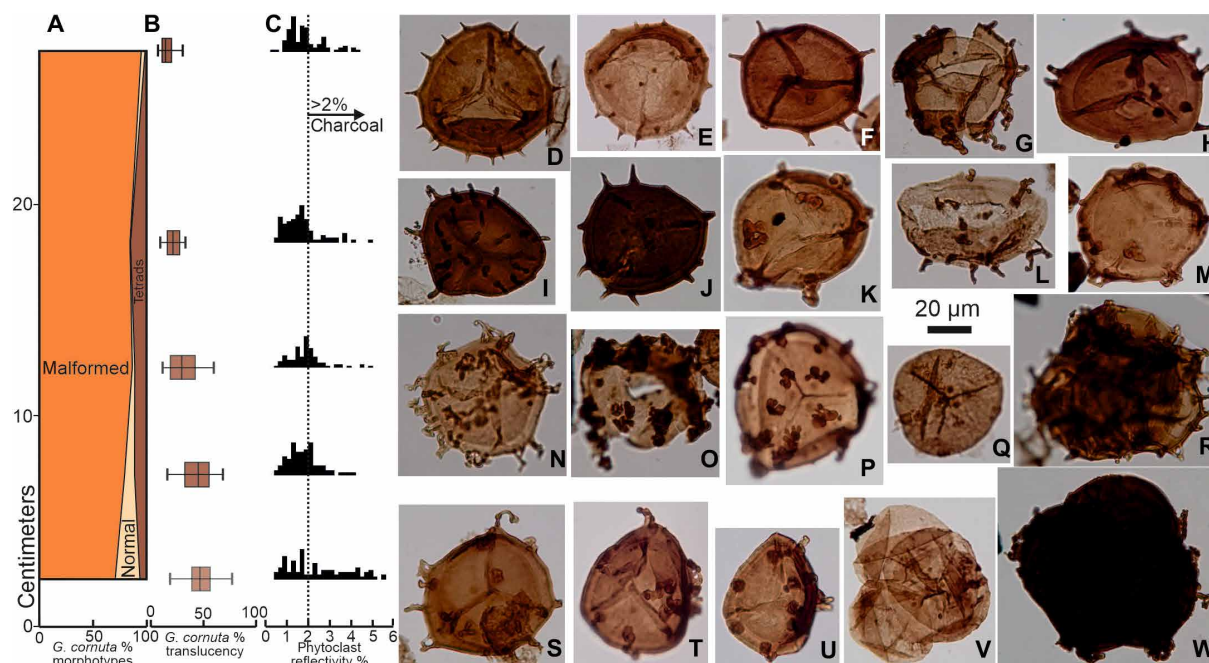 A
B
C
D
E
F
G
H
I
J
K
L
M
N
O
P
Q
R
S
T
U
V
W
>2%
Charcoal
20 µm
Centimeters
20
10
0
Malformed
Normal
Tetrads
0 50 100
G. cornuta %
morphotypes
0 50 100
G. cornuta %
translucency
0 1 2 3 4 5 6
Phytoclast
reflectivity %